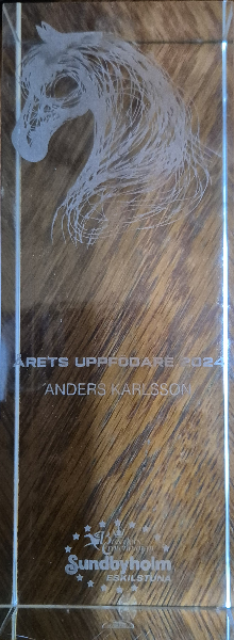 ÅRETS UPPFÖDARE 2024
ANDERS KARLSSON
Sundbyholm
ESKILSTUNA